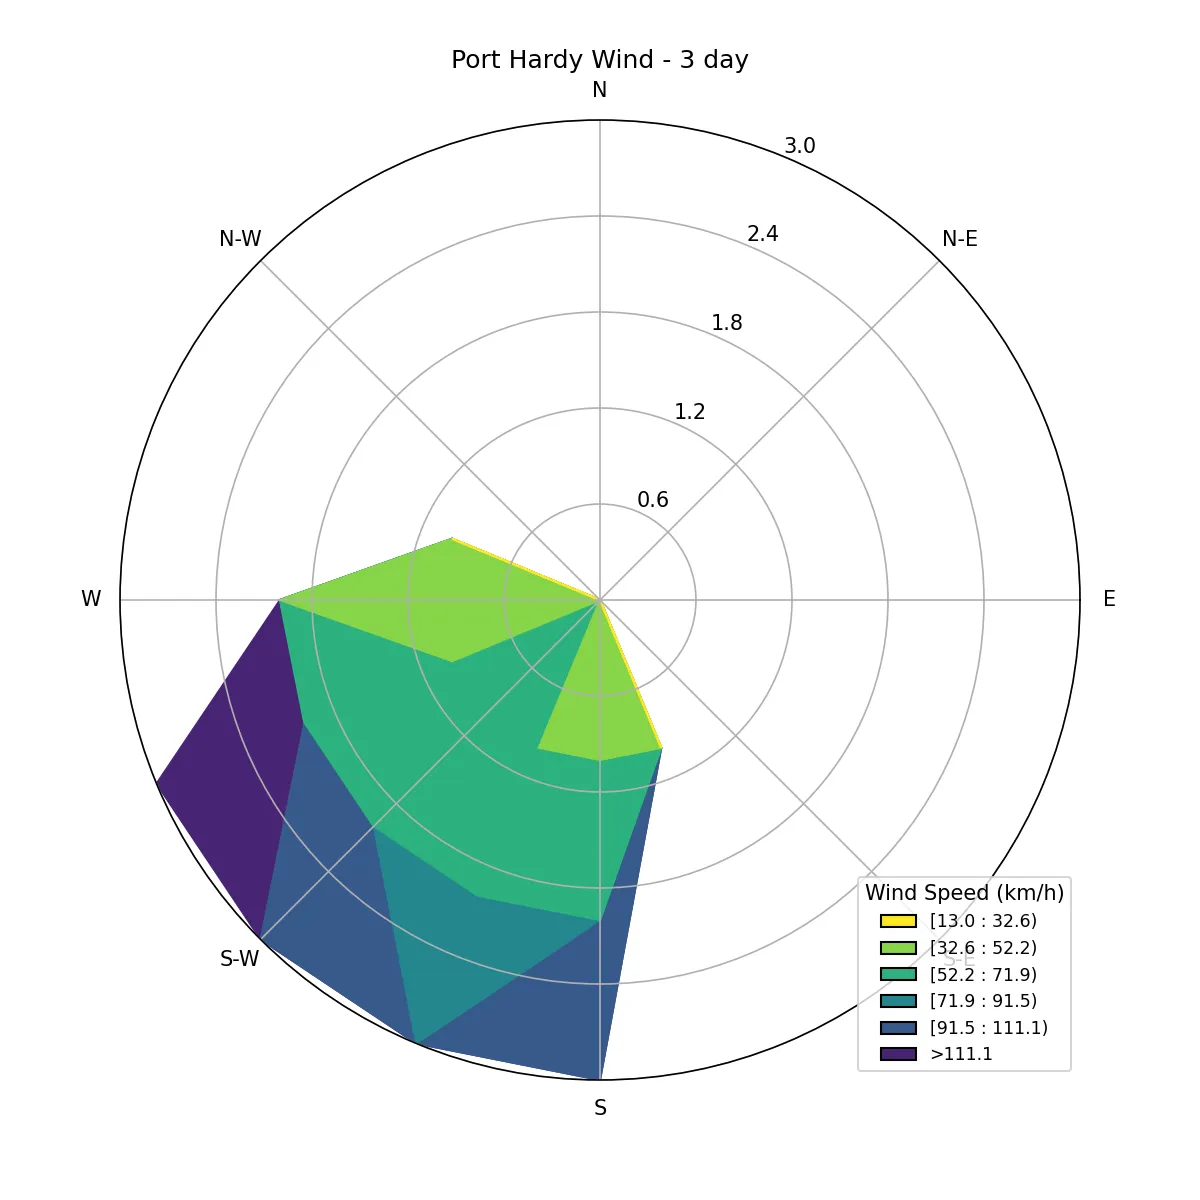 Port Hardy Wind - 3 day
N
3.0
N-W
2.4
N-E
1.8
1.2
0.6
W
E
S-W
S-E
S
Wind Speed (km/h)
[13.0 : 32.6)
[32.6 : 52.2)
[52.2 : 71.9)
[71.9 : 91.5)
[91.5 : 111.1)
>111.1